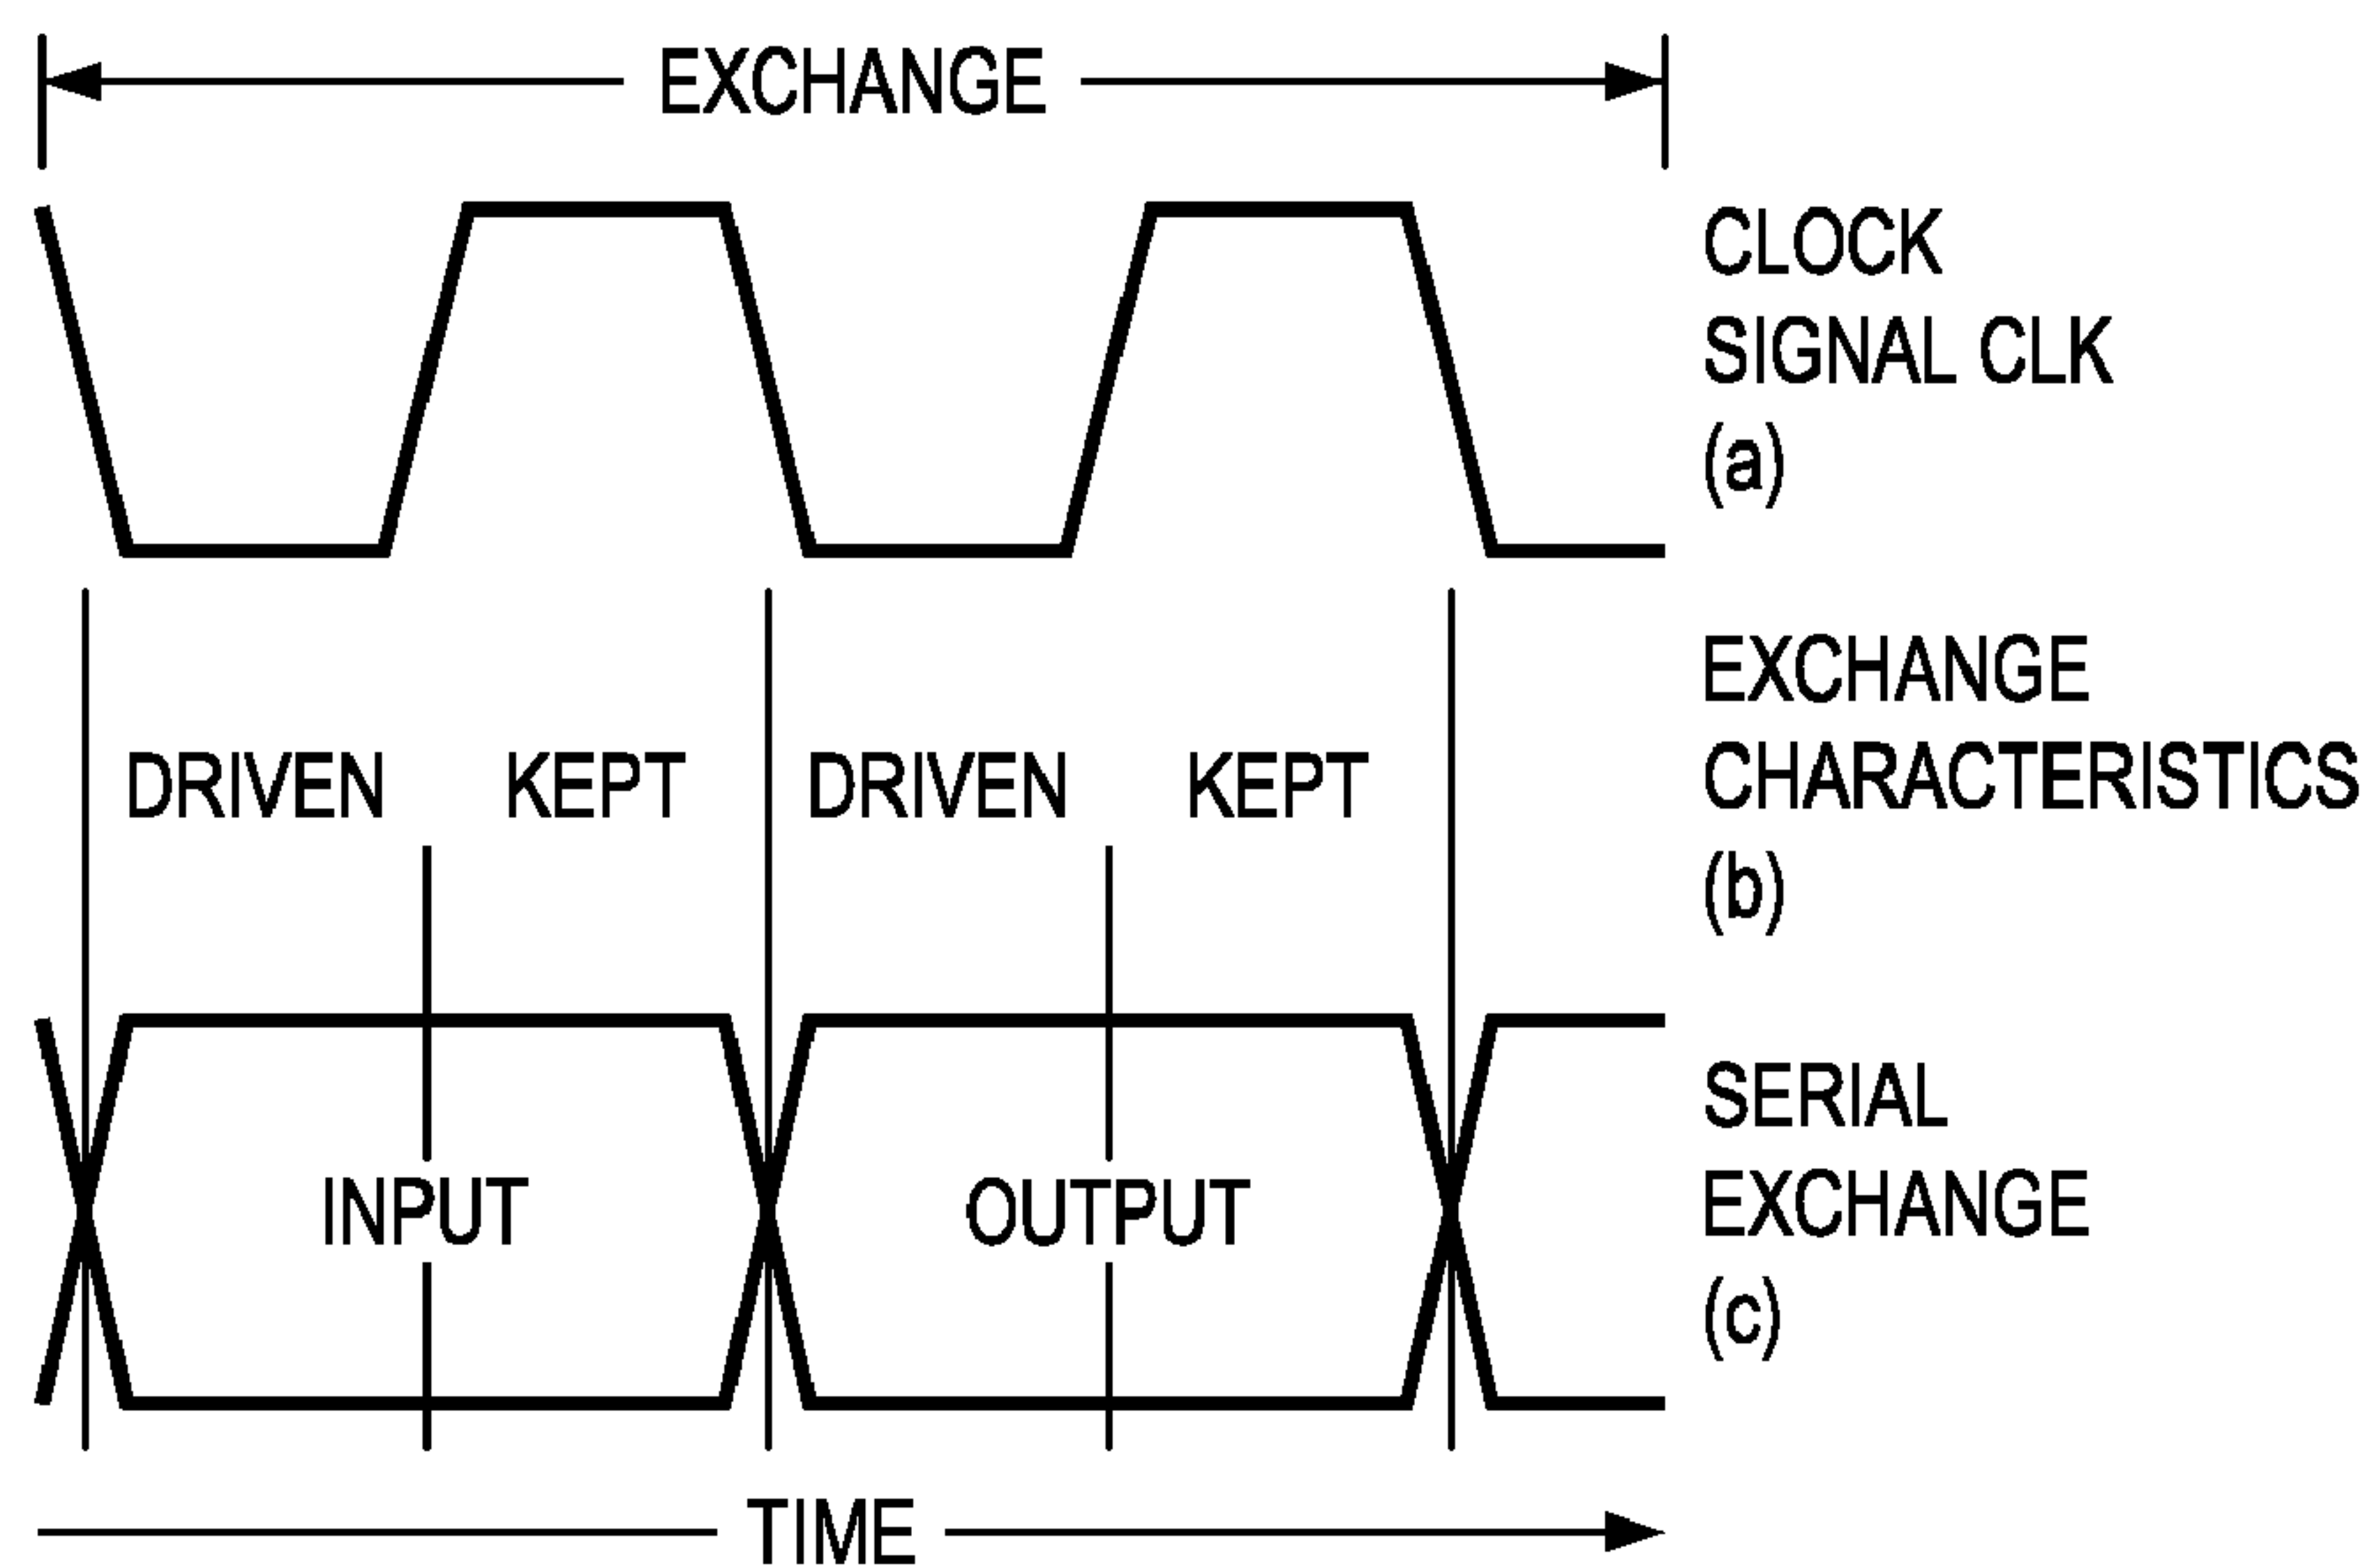 EXCHANGE
CLOCK
SIGNAL CLK
(a)
EXCHANGE
CHARACTERISTICS
(b)
DRIVEN KEPT DRIVEN KEPT
SERIAL
EXCHANGE
(c)
INPUT OUTPUT
TIME